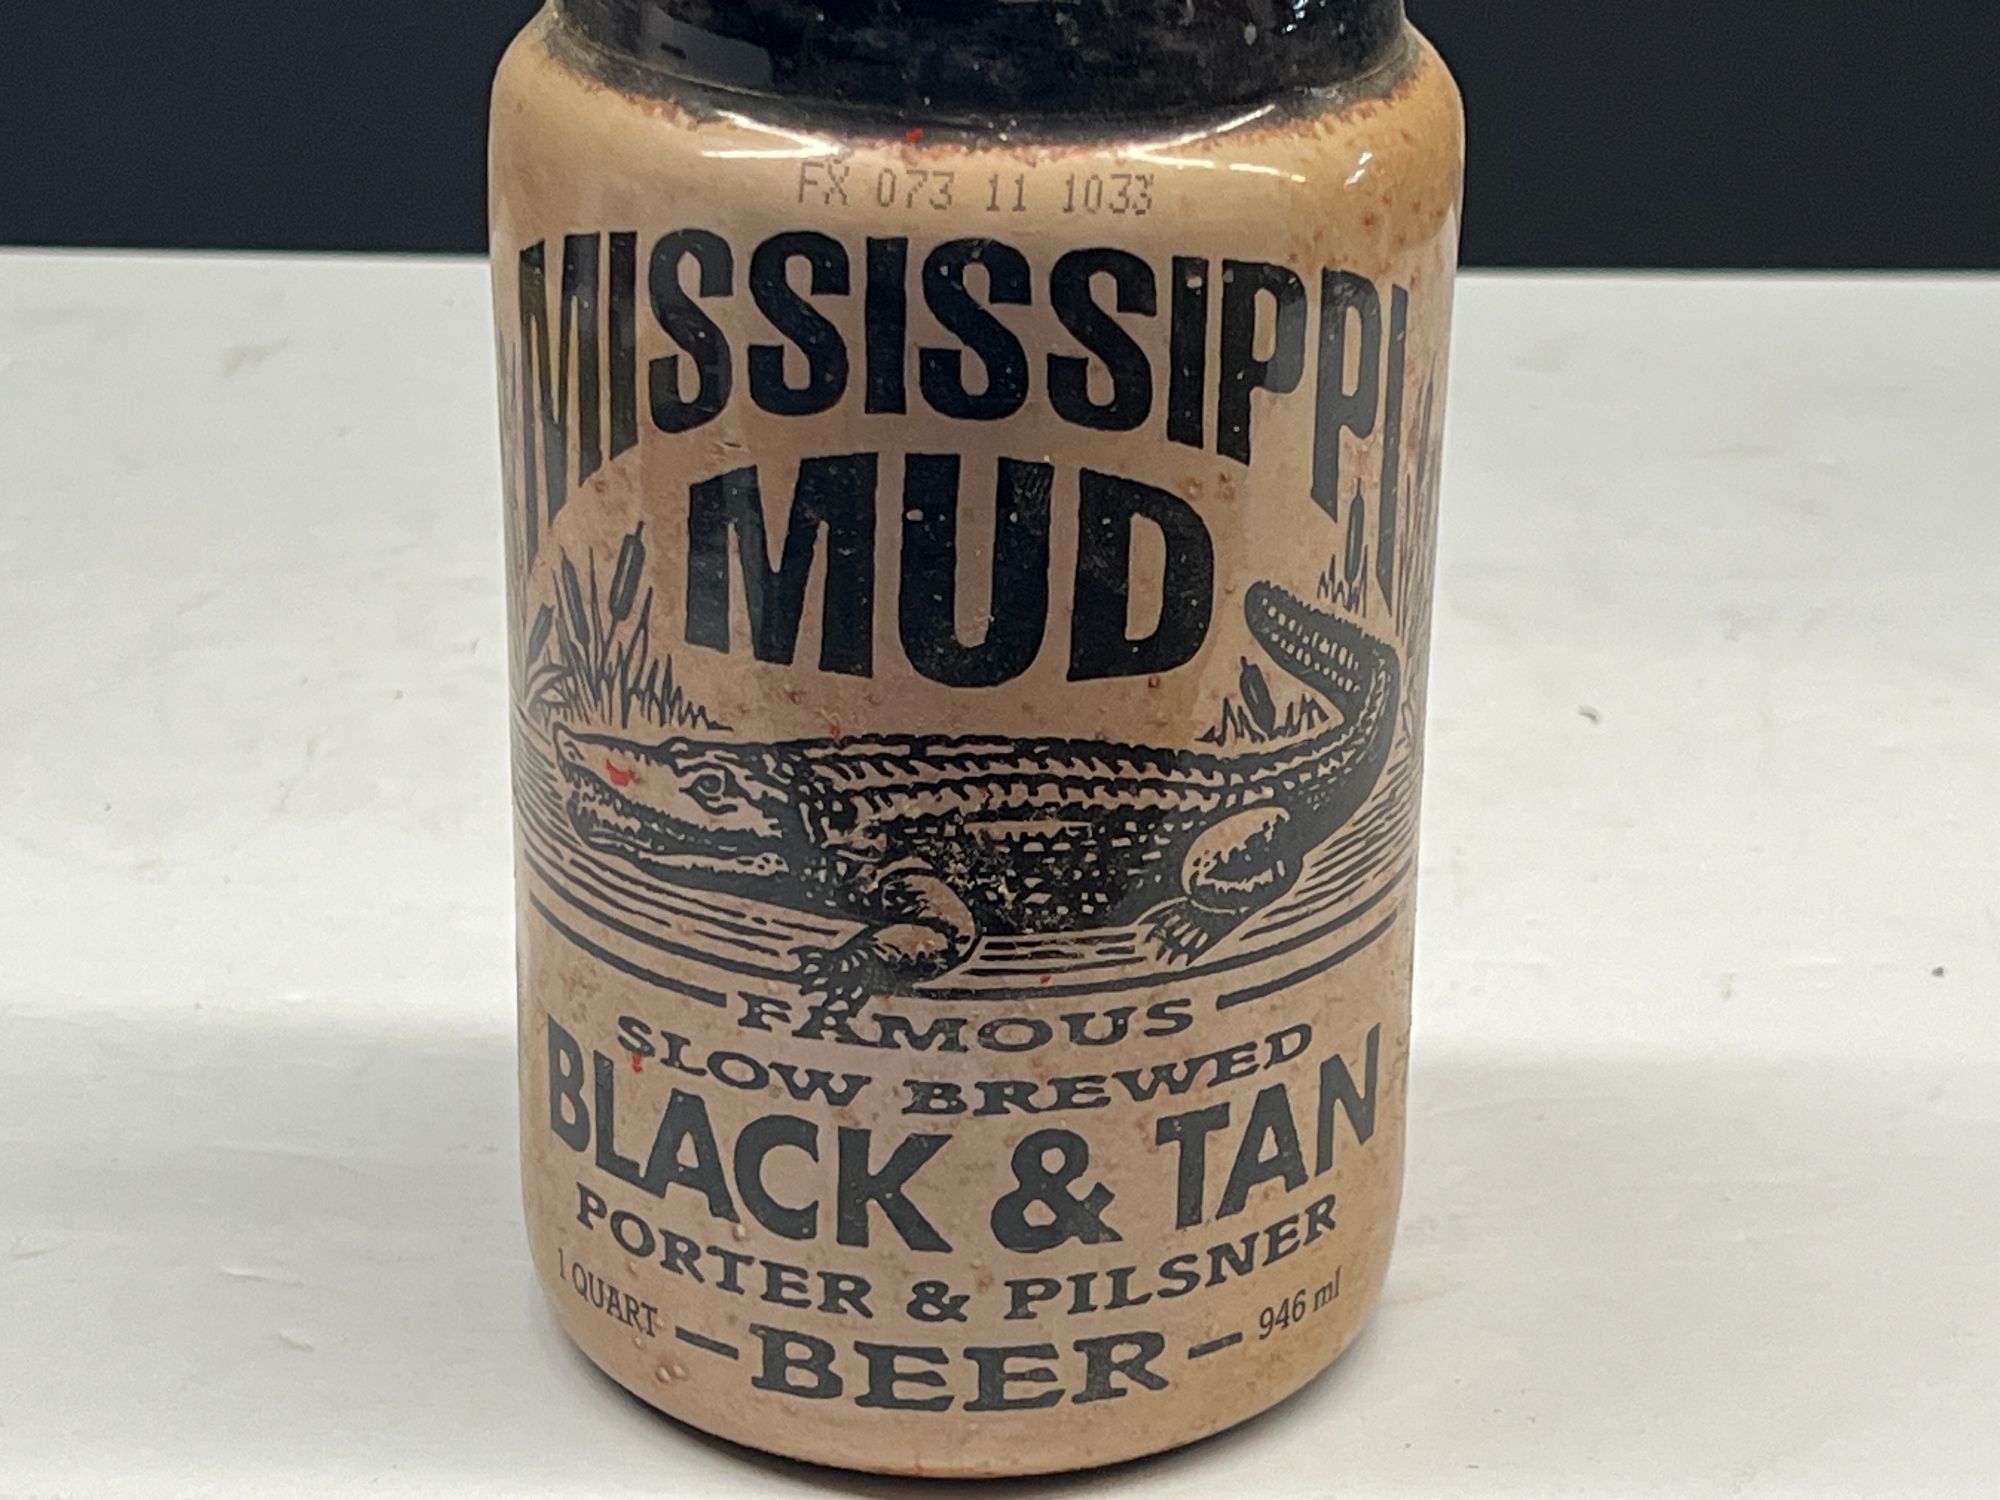 FX 073 11 1033
MISSISSIPPI
MUD
FAMOUS
SLOW BREWED
BLACK & TAN
PORTER & PILSNER
1 QUART
BEER
946 ml